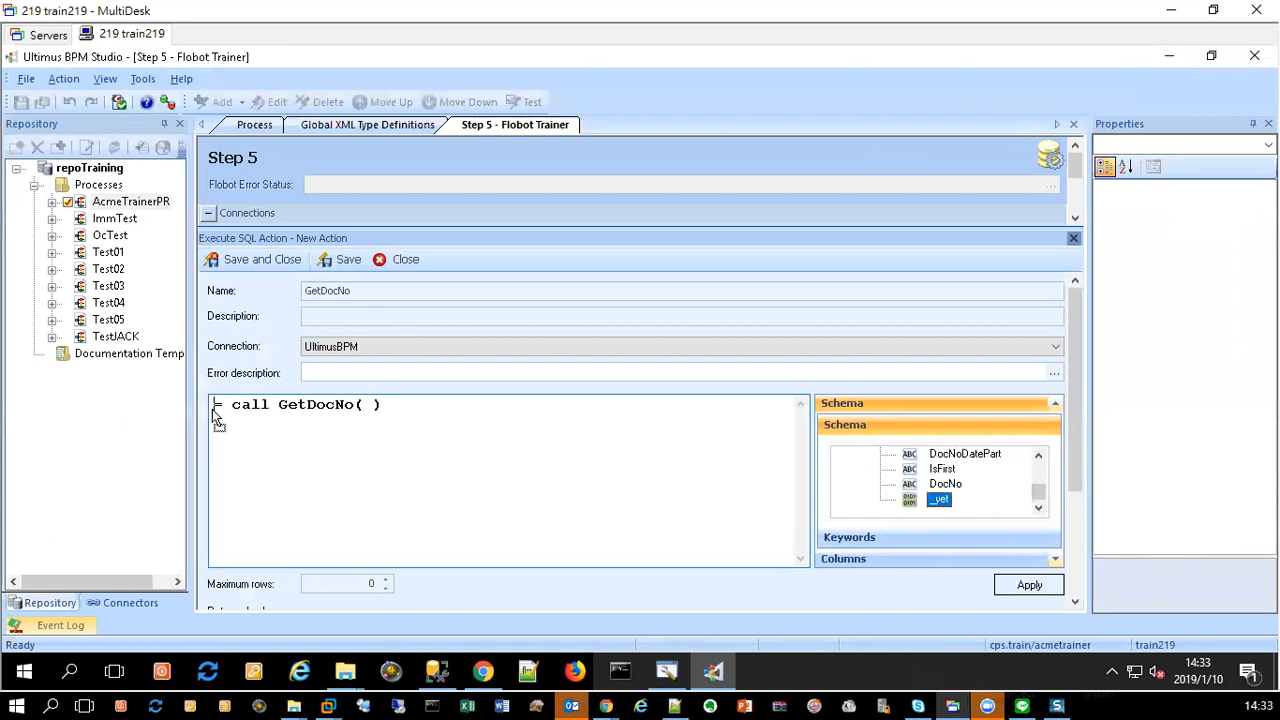 219 train219 - MultiDesk
Servers
219 train219
Ultimus BPM Studio - [Step 5 - Flobot Trainer]
File Action View Tools Help
Add Edit Delete Move Up Move Down Test
Repository
Process
Global XML Type Definitions
Step 5 - Flobot Trainer
Properties
repoTraining
Processes
AcmeTrainerPR
ImmTest
OcTest
Test01
Test02
Test03
Test04
Test05
TestJACK
Documentation Temp
Step 5
Flobot Error Status:
Connections
Execute SQL Action - New Action
Save and Close Save Close
Name: GetDocNo
Description:
Connection: UltimusBPM
Error description:
= call GetDocNo( )
Schema
Schema
DocNoDatePart
IsFirst
DocNo
Keywords
Columns
Maximum rows: 0
Apply
Repository Connectors
Event Log
Ready
cps.train/acmetrainer
train219
14:33
2019/1/10
14:33